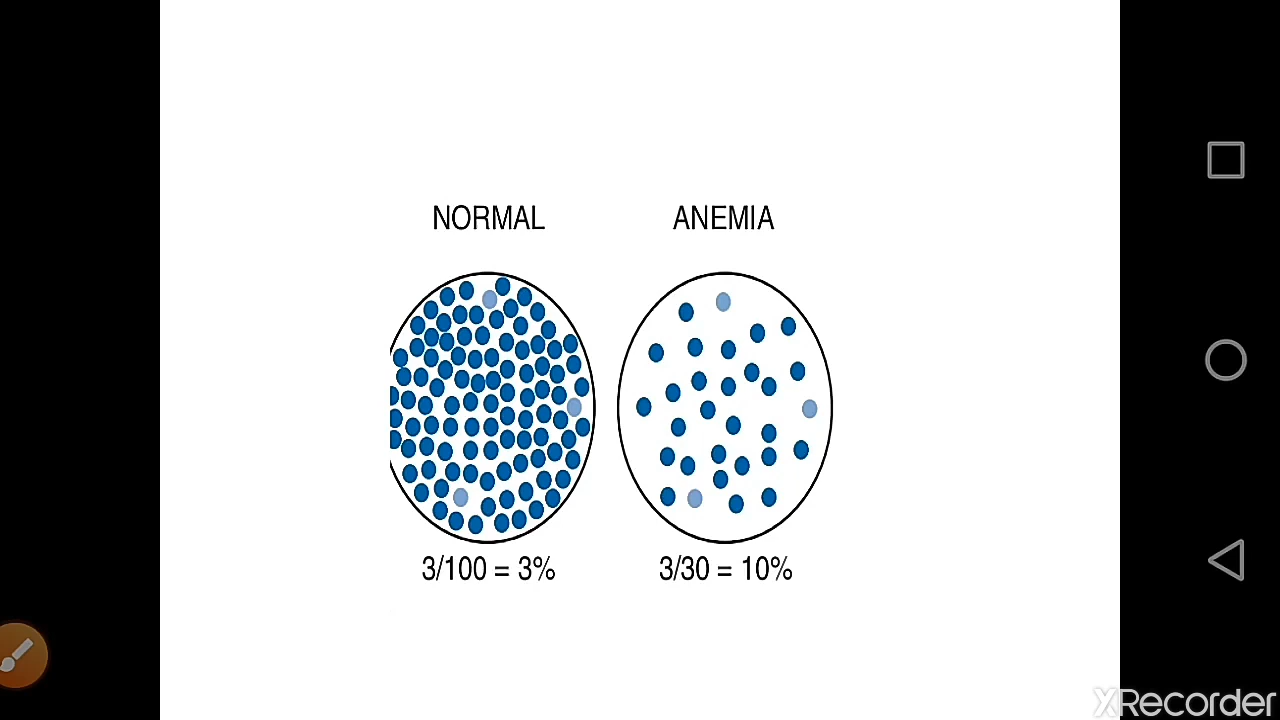 NORMAL
ANEMIA
3/100 = 3%
3/30 = 10%
XRecorder